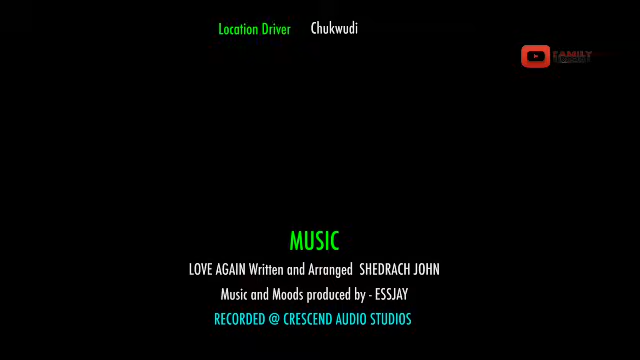 Location Driver Chukwudi
FAMILY
MUSIC
LOVE AGAIN Written and Arranged SHEDRACH JOHN
Music and Moods produced by - ESSJAY
RECORDED @ CRESCEND AUDIO STUDIOS